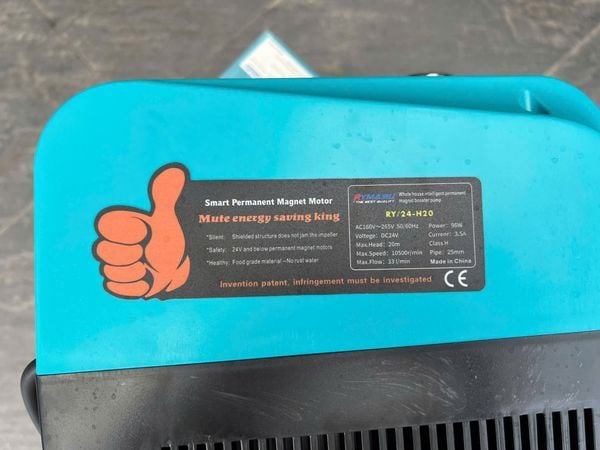 Smart Permanent Magnet Motor
Mute energy saving king
*Silent: Shielded structure does not jam the impeller
*Safety: 24V and below permanent magnet motors
*Healthy: Food grade material—No rust water
Invention patent, infringement must be investigated
Whole house intelligent permanent
magnet booster pump
RY/24-H20
AC160V~265V 50/60Hz Power: 96W
Voltage: DC24V Current: 3.5A
Max.Head: 20m Class H
Max.Speed: 10500r/min Pipe: 25mm
Max.Flow: 33l/min Made in China
CE